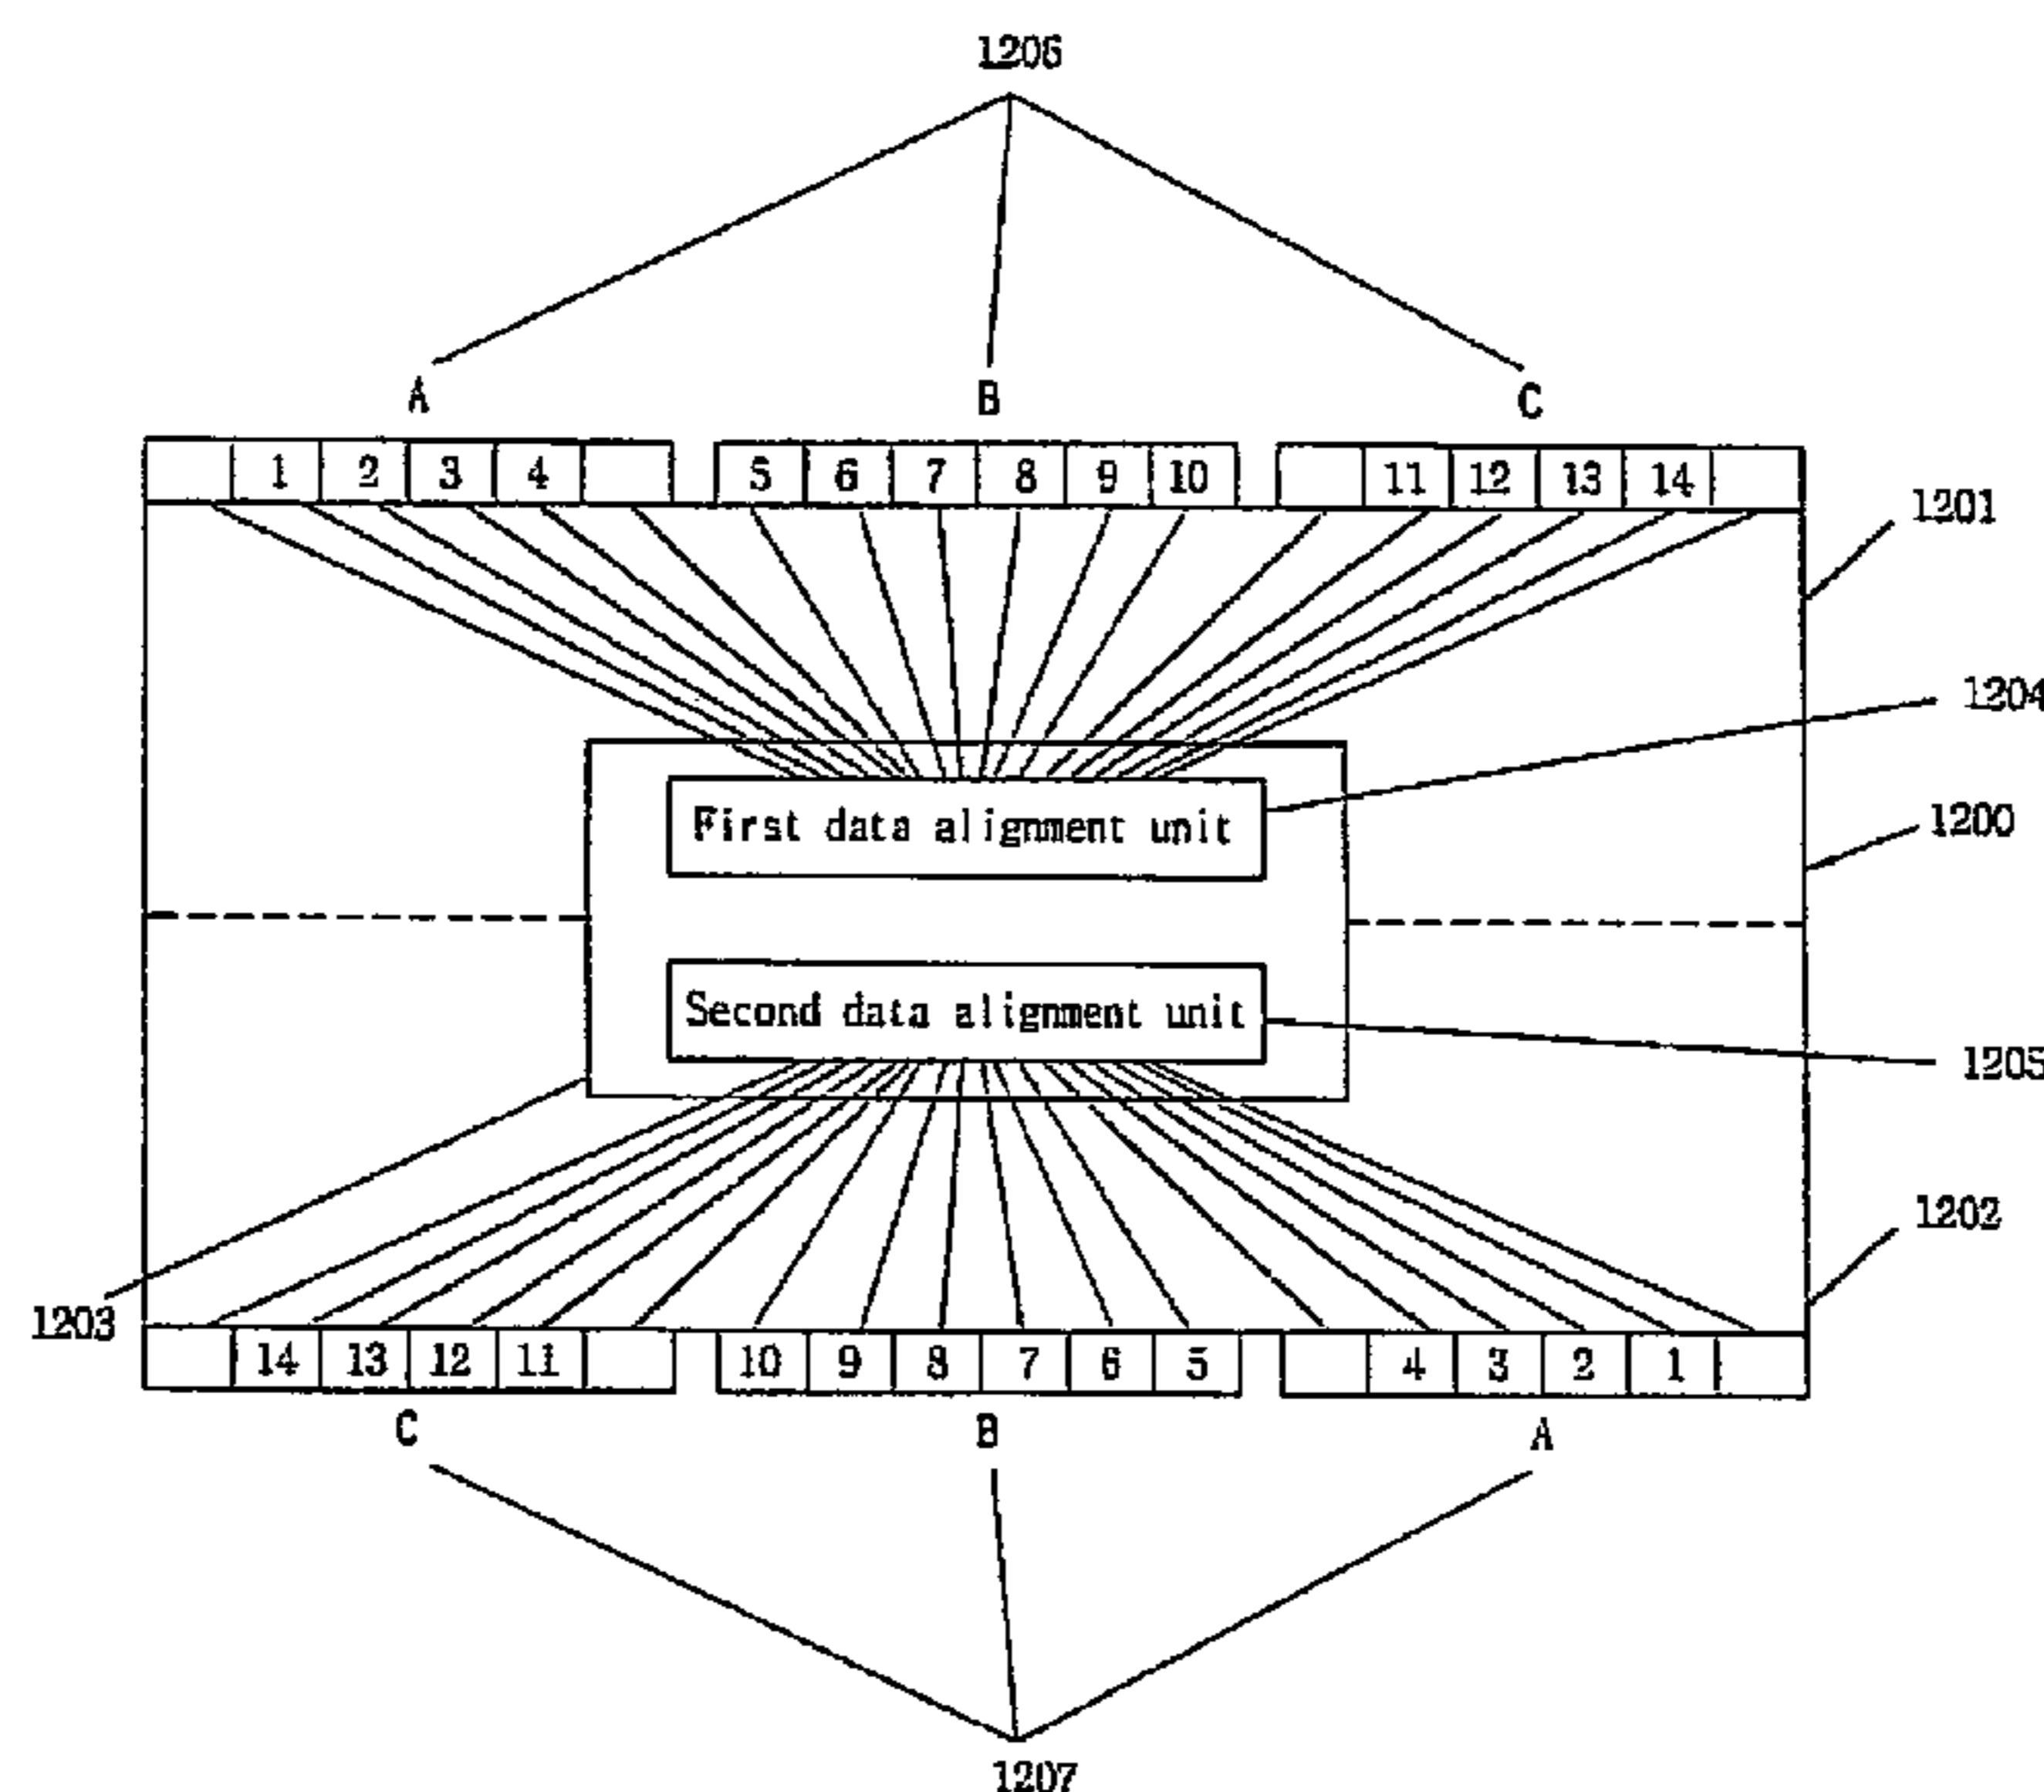 1206
A B C
1 2 3 4 5 6 7 8 9 10 11 12 13 14
1201
1204
First data alignment unit
1200
Second data alignment unit
1205
1202
1203
14 13 12 11 10 9 8 7 6 5 4 3 2 1
C B A
1207